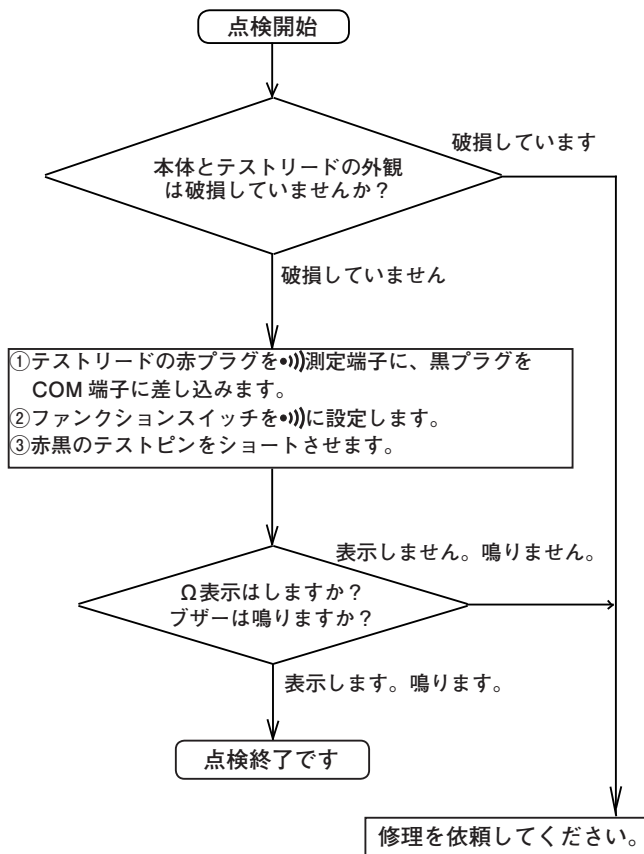 点検開始
本体とテストリードの外観
は破損していませんか？
破損しています
破損していません
①テストリードの赤プラグを•)))測定端子に、黒プラグを
COM 端子に差し込みます。
②ファンクションスイッチを•)))に設定します。
③赤黒のテストピンをショートさせます。
表示しません。鳴りません。
Ω表示はしますか？
ブザーは鳴りますか？
表示します。鳴ります。
点検終了です
修理を依頼してください。